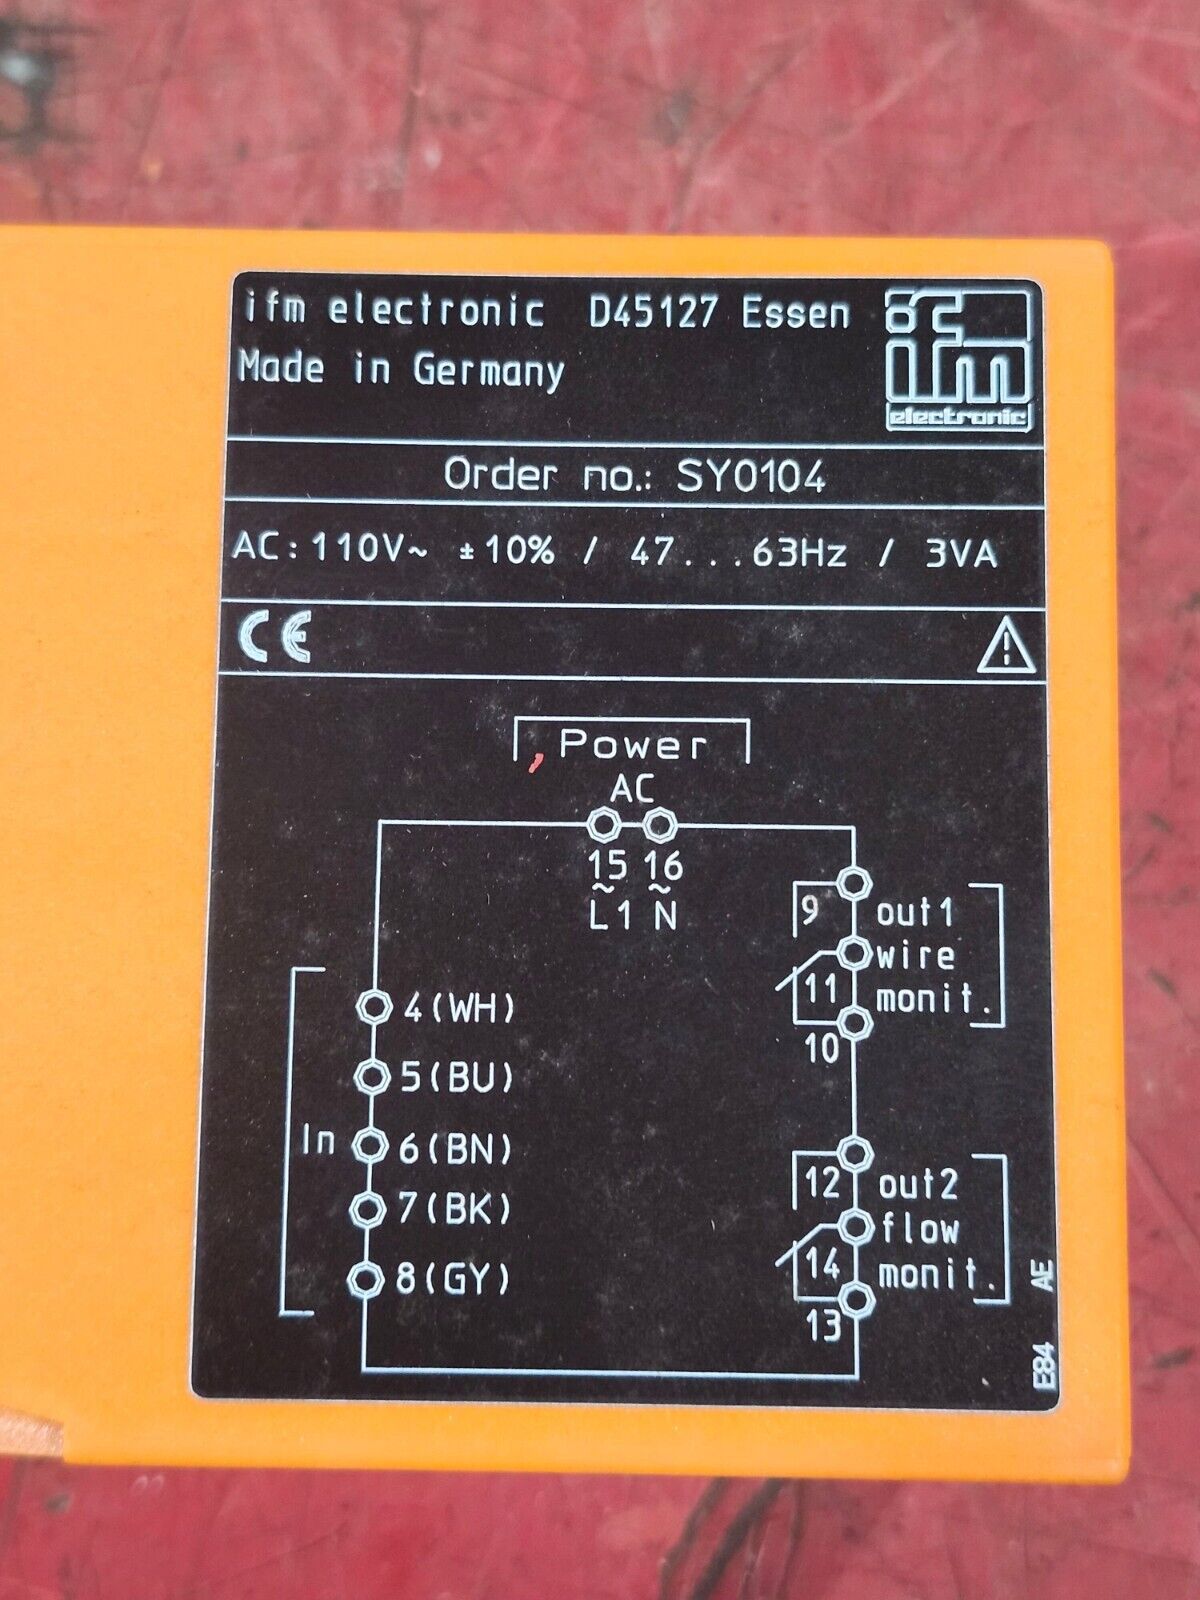 ifm electronic D45127 Essen
Made in Germany
ifm
electronic
Order no.: SY0104
AC: 110V~ ±10% / 47...63Hz / 3VA
CE
Power
AC
15 16
~ ~
L1 N
9 out1
11 wire
monit.
10
In
4(WH)
5(BU)
6(BN)
7(BK)
8(GY)
12 out2
flow
14 monit.
13
E84 AE